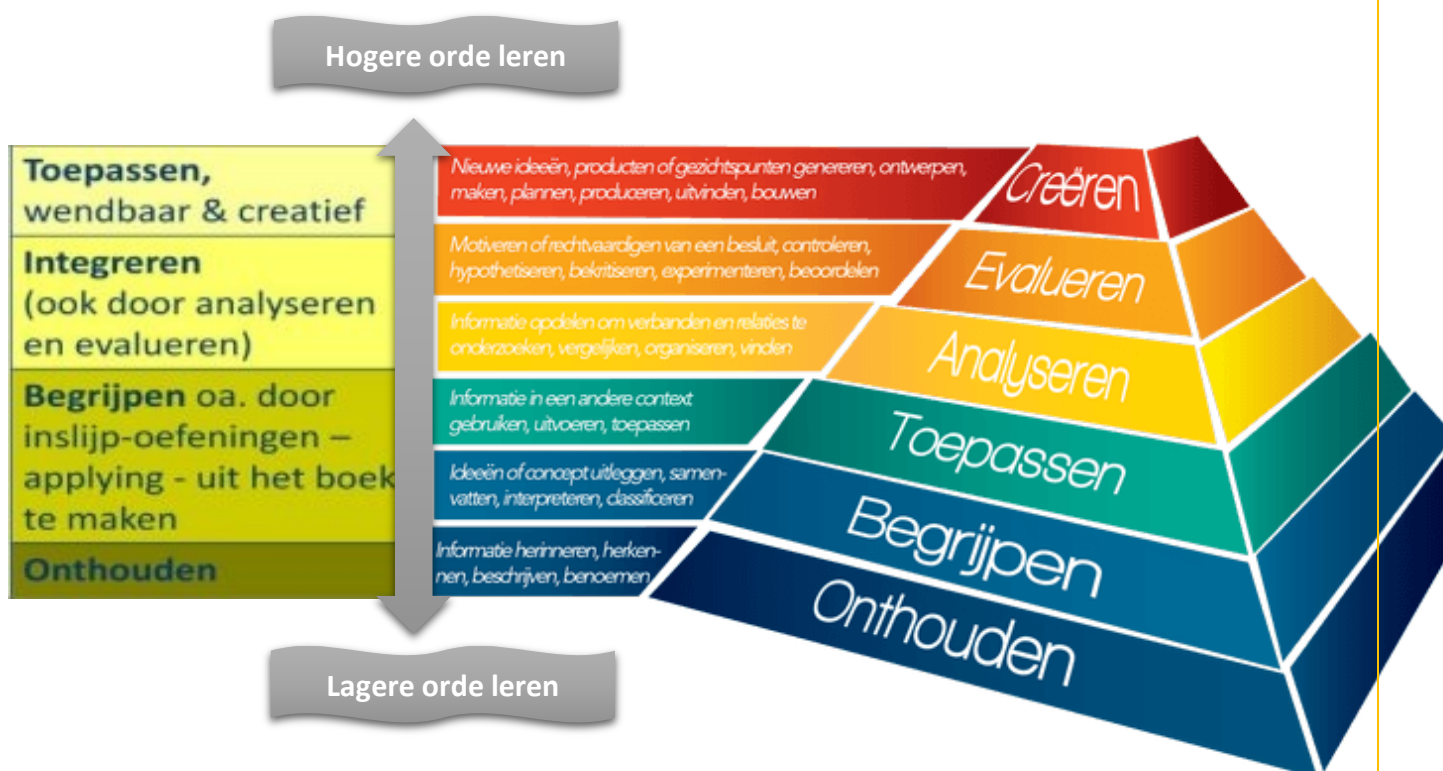 Hogere orde leren
Toepassen,
wendbaar & creatief
Integreren
(ook door analyseren
en evalueren)
Begrijpen oa. door
inslijp-oefeningen –
applying - uit het boek
te maken
Onthouden
Nieuwe ideeën, producten of gezichtspunten genereren, ontwerpen,
maken, plannen, produceren, uitvinden, bouwen
Creëren
Motiveren of rechtvaardigen van een besluit, controleren,
hypothetiseren, bekritiseren, experimenteren, beoordelen
Evalueren
Informatie opdelen om verbanden en relaties te
onderzoeken, vergelijken, organiseren, vinden
Analyseren
Informatie in een andere context
gebruiken, uitvoeren, toepassen
Toepassen
Ideeën of concept uitleggen, samen-
vatten, interpreteren, classificeren
Begrijpen
Informatie herinneren, herken-
nen, beschrijven, benoemen
Onthouden
Lagere orde leren